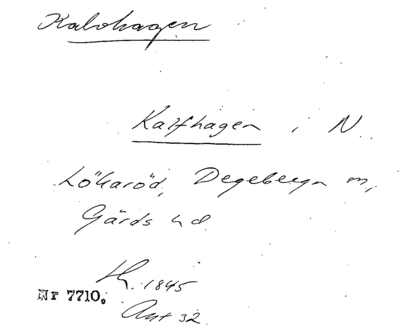 Kalvhagen
Kalfhagen i N
Lökaröd, Degeberga m,
Gärds hd
1845
Nr 7710.
Akt 32